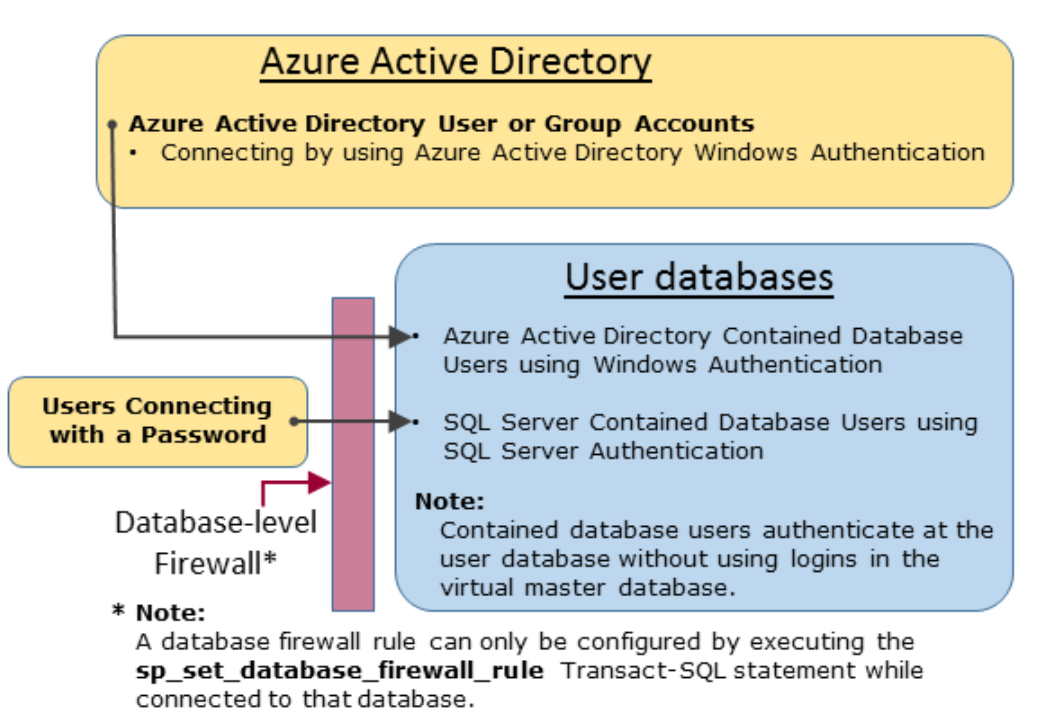 Azure Active Directory
Azure Active Directory User or Group Accounts
• Connecting by using Azure Active Directory Windows Authentication
User databases
• Azure Active Directory Contained Database
Users using Windows Authentication
Users Connecting
with a Password
• SQL Server Contained Database Users using
SQL Server Authentication
Note:
Contained database users authenticate at the
user database without using logins in the
virtual master database.
Database-level
Firewall*
* Note:
A database firewall rule can only be configured by executing the
sp_set_database_firewall_rule Transact-SQL statement while
connected to that database.